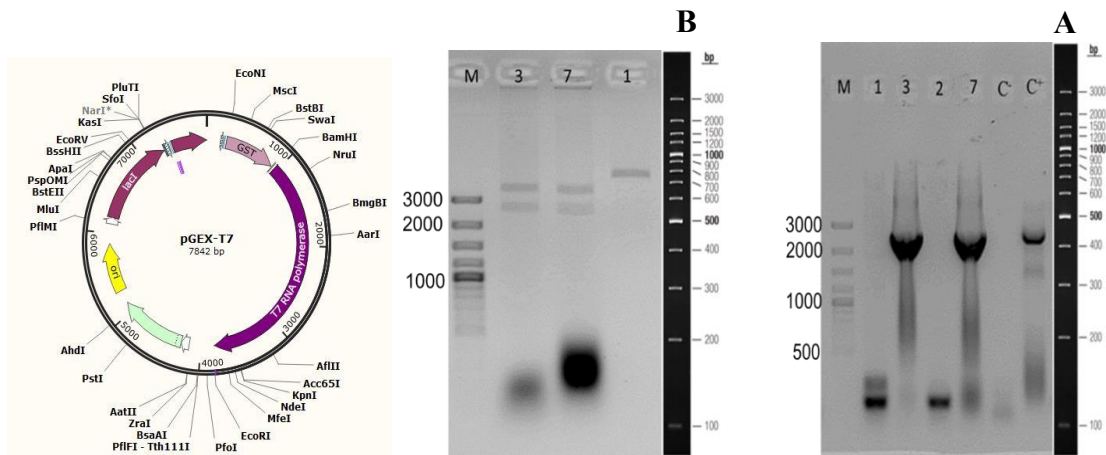 EcoNI
PluTI
SfoI
NarI*
KasI
MscI
BstBI
SwaI
EcoRV
BssHII
BamHI
NruI
ApaI
PspOMI
BstEII
MluI
PflMI
BmgBI
AarI
7000
1000
GST
lacI
pGEX-T7
7842 bp
2000
6000
ori
T7 RNA polymerase
5000
4000
3000
AhdI
PstI
AflII
Acc65I
KpnI
NdeI
MfeI
EcoRI
PfoI
AatII
ZraI
BsaAI
PflFI - Tth111I
B
M 3 7 1
3000
2000
1000
bp
3000
2000
1500
1200
1000
900
800
700
600
500
400
300
200
100
A
M 1 3 2 7 C- C+
3000
2000
1000
500
bp
3000
2000
1500
1200
1000
900
800
700
600
500
400
300
200
100